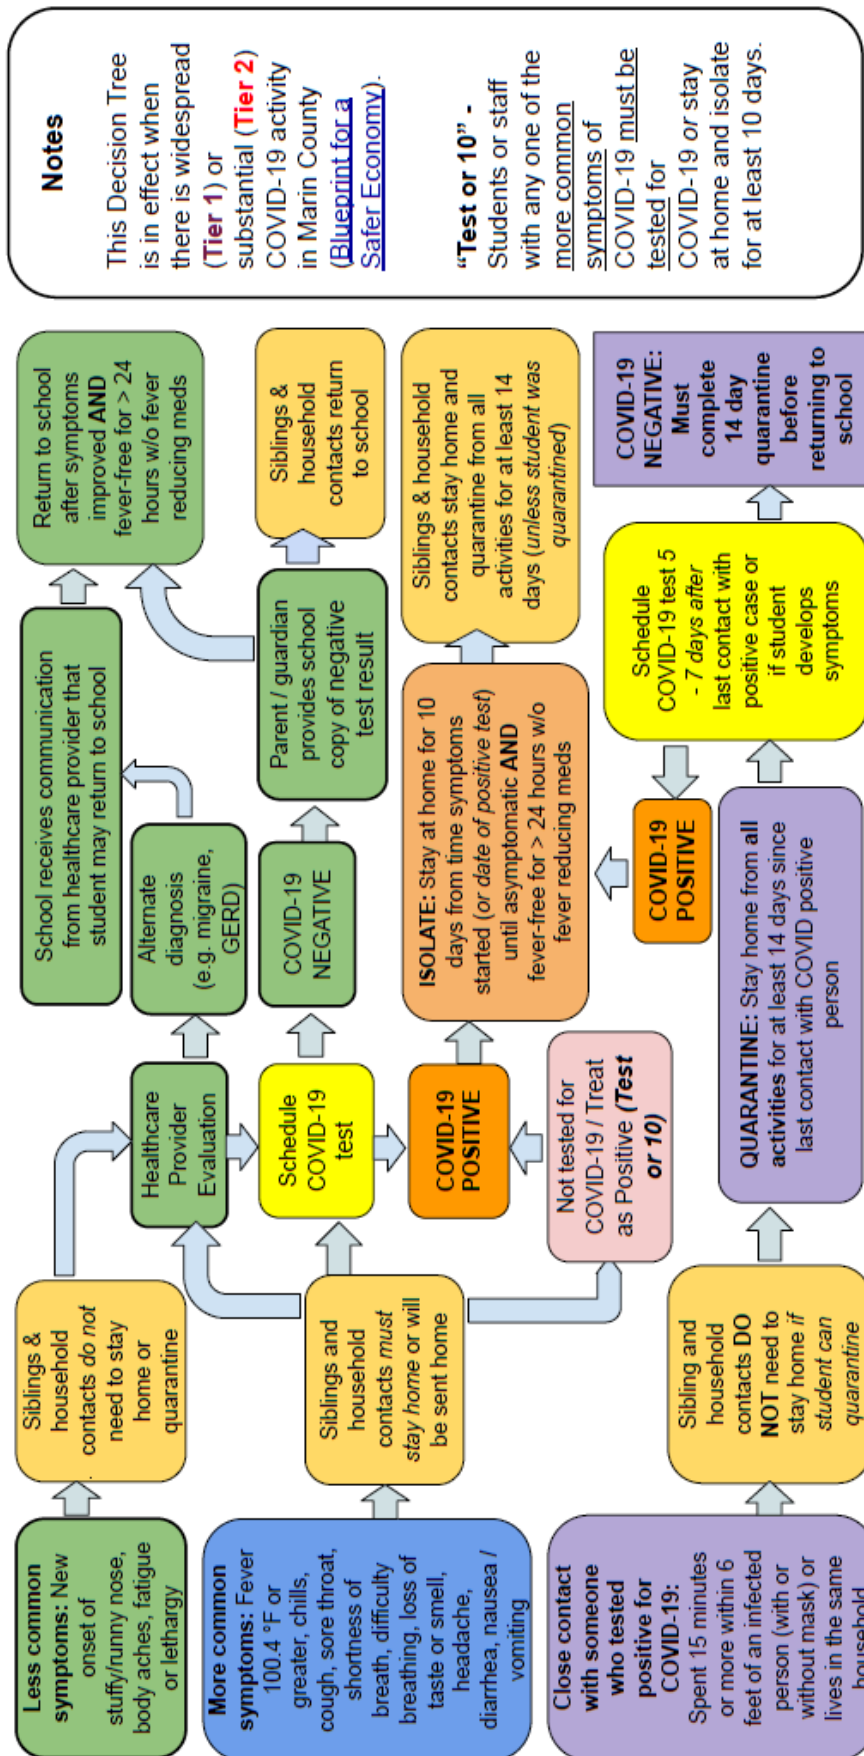 Less common
symptoms: New
onset of
stuffy/runny nose,
body aches, fatigue
or lethargy
Siblings &
household
contacts do not
need to stay
home or
quarantine
Healthcare
Provider
Evaluation
Alternate
diagnosis
(e.g. migraine,
GERD)
School receives communication
from healthcare provider that
student may return to school
Return to school
after symptoms
improved AND
fever-free for > 24
hours w/o fever
reducing meds
More common
symptoms: Fever
100.4 °F or
greater, chills,
cough, sore throat,
shortness of
breath, difficulty
breathing, loss of
taste or smell,
headache,
diarrhea, nausea /
vomiting
Siblings and
household
contacts must
stay home or will
be sent home
Schedule
COVID-19
test
COVID-19
NEGATIVE
Parent / guardian
provides school
copy of negative
test result
Siblings &
household
contacts return
to school
COVID-19
POSITIVE
Not tested for
COVID-19 / Treat
as Positive (Test
or 10)
ISOLATE: Stay at home for 10
days from time symptoms
started (or date of positive test)
until asymptomatic AND
fever-free for > 24 hours w/o
fever reducing meds
Siblings & household
contacts stay home and
quarantine from all
activities for at least 14
days (unless student was
quarantined)
Close contact
with someone
who tested
positive for
COVID-19:
Spent 15 minutes
or more within 6
feet of an infected
person (with or
without mask) or
lives in the same
household
Sibling and
household
contacts DO
NOT need to
stay home if
student can
quarantine
QUARANTINE: Stay home from all
activities for at least 14 days since
last contact with COVID positive
person
COVID-19
POSITIVE
Schedule
COVID-19 test 5
- 7 days after
last contact with
positive case or
if student
develops
symptoms
COVID-19
NEGATIVE:
Must
complete
14 day
quarantine
before
returning to
school
Notes
This Decision Tree
is in effect when
there is widespread
(Tier 1) or
substantial (Tier 2)
COVID-19 activity
in Marin County
(Blueprint for a
Safer Economy).
“Test or 10” -
Students or staff
with any one of the
more common
symptoms of
COVID-19 must be
tested for
COVID-19 or stay
at home and isolate
for at least 10 days.